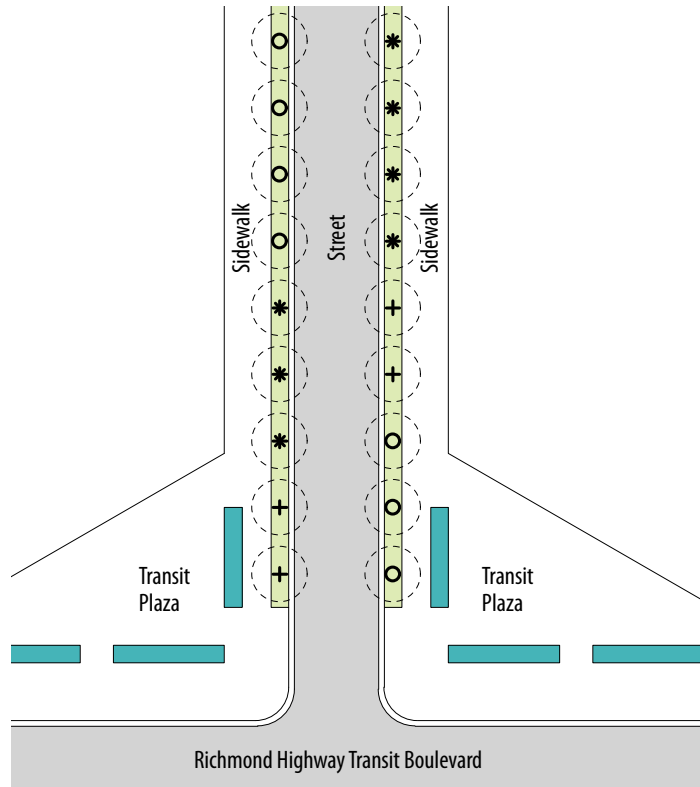 Sidewalk
Street
Sidewalk
Transit
Plaza
Transit
Plaza
Richmond Highway Transit Boulevard